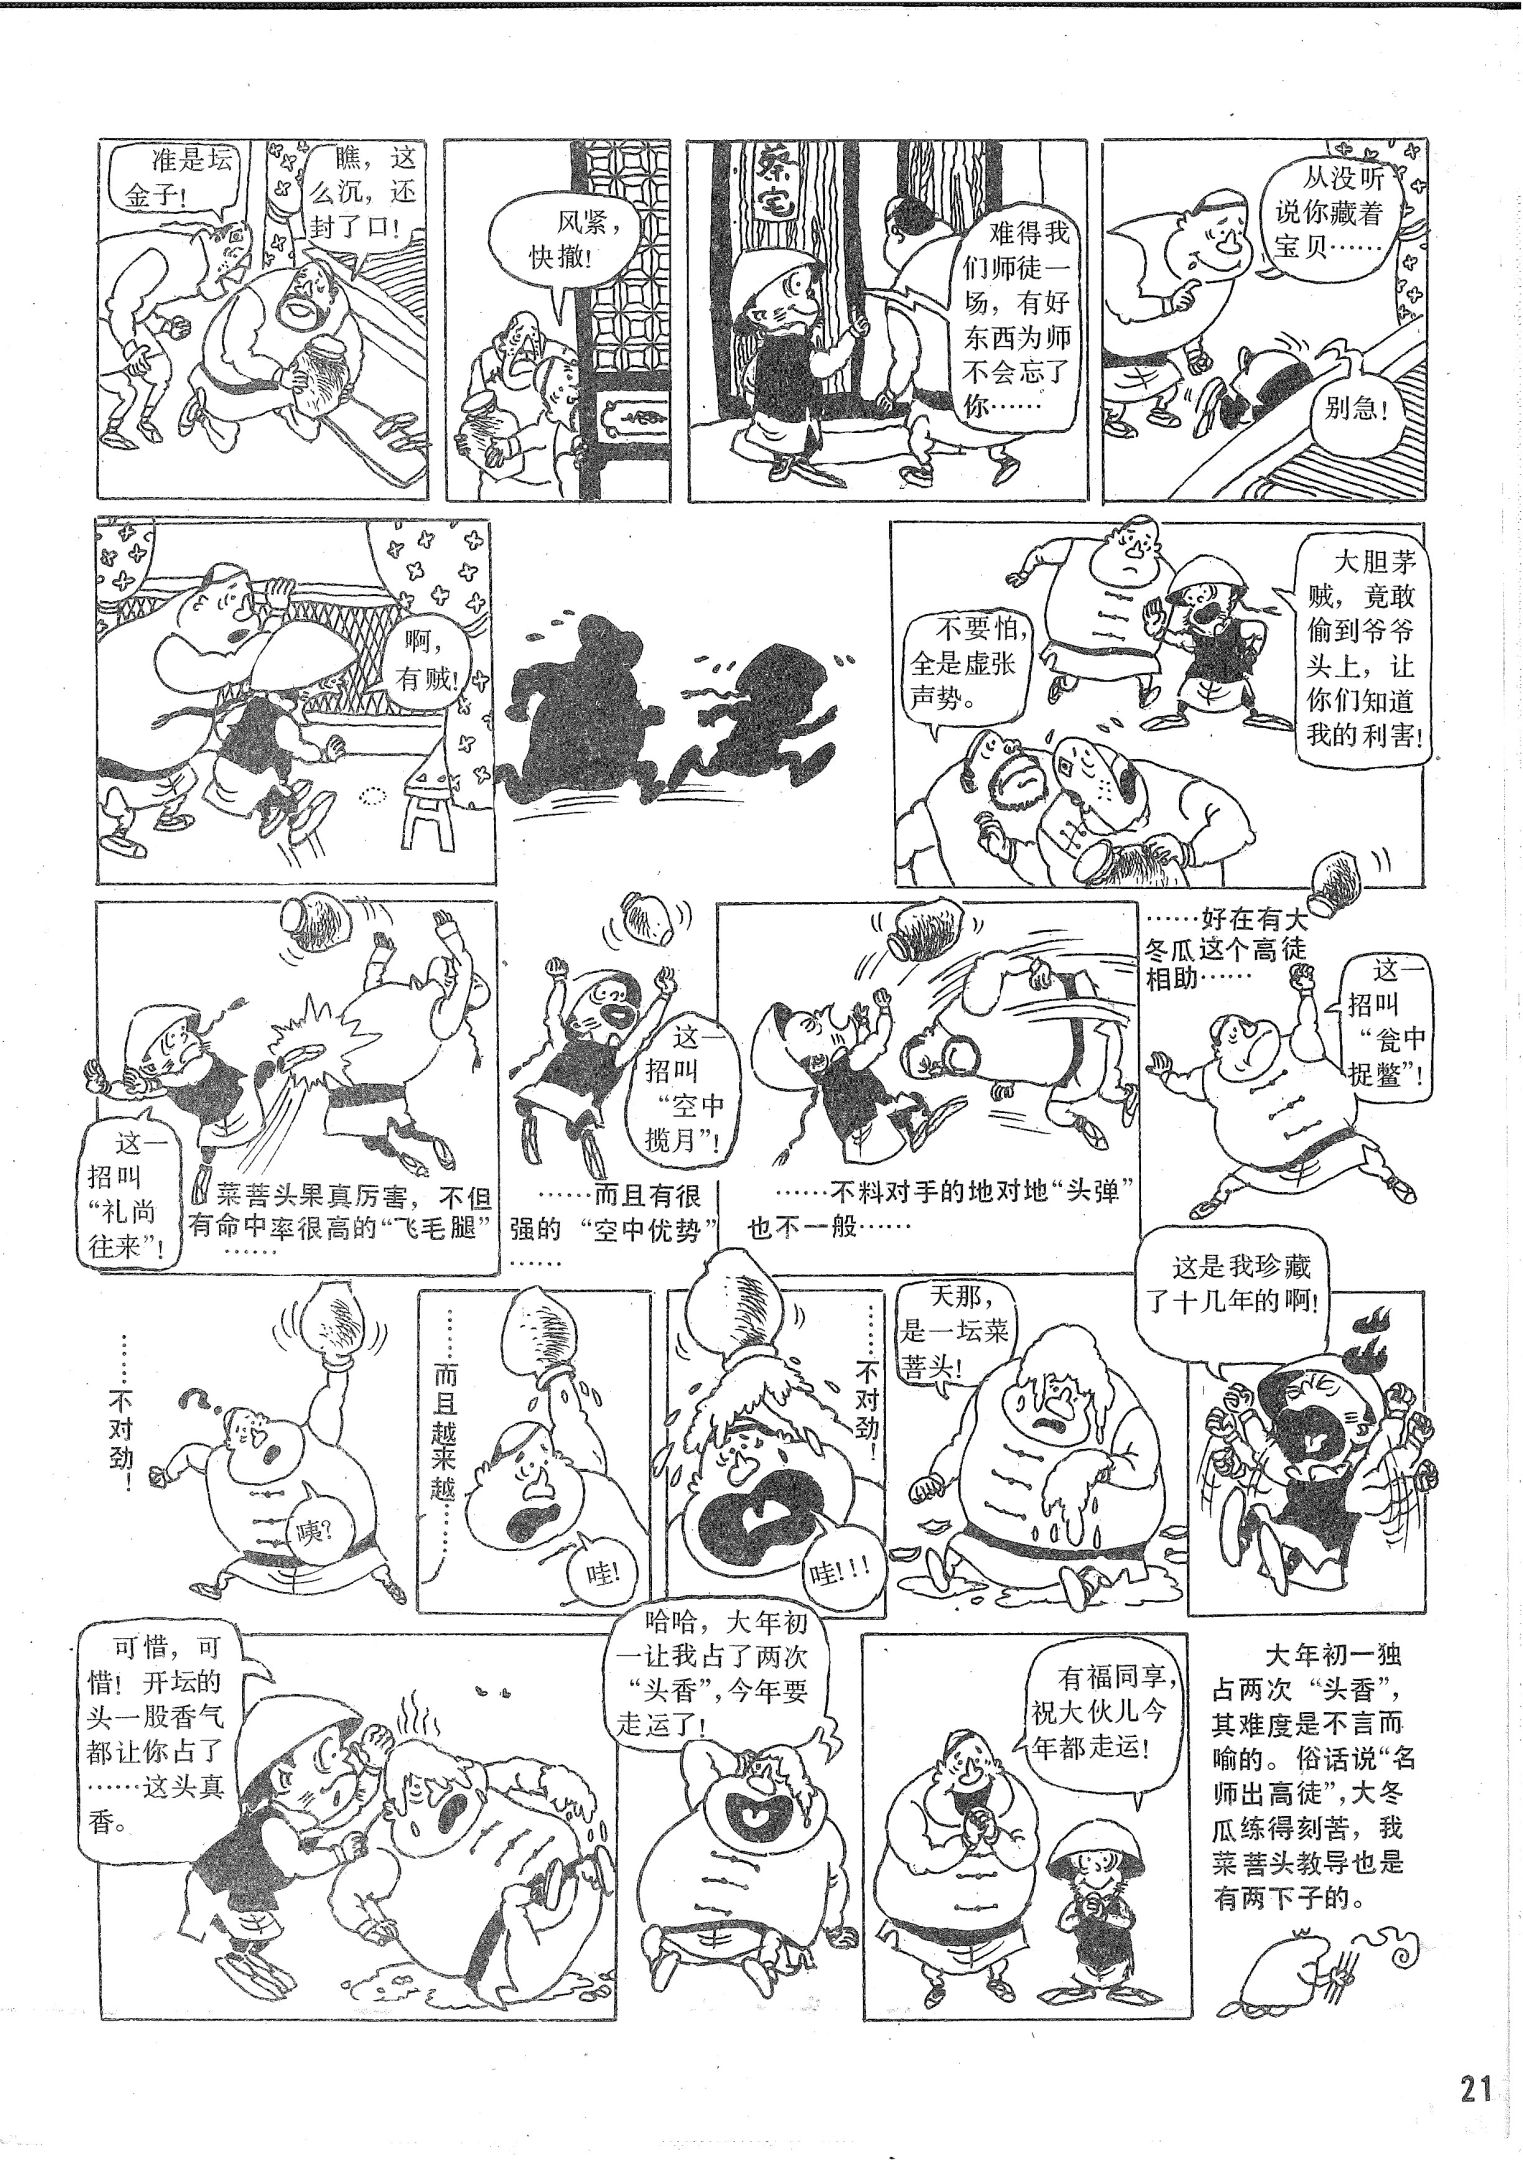 准是坛
金子！
瞧，这
么沉，还
封了口！
风紧，
快撤！
蔡宅
难得我
们师徒一
场，有好
东西为师
不会忘了
你……
从没听
说你藏着
宝贝……
别急！
啊，
有贼！
大胆茅
贼，竟敢
偷到爷爷
头上，让
你们知道
我的利害！
不要怕，
全是虚张
声势。
这一
招叫
“礼尚
往来”！
菜菩头果真厉害，不但
有命中率很高的“飞毛腿”
……
这一
招叫
“空中
揽月”！
……而且有很
强的“空中优势”
……
……不料对手的地对地“头弹”
也不一般……
……好在有大
冬瓜这个高徒
相助……
这一
招叫
“瓮中
捉鳖”！
……不对劲！
咦？
……而且越来越……
哇！
……不对劲！
哇！！！
天那，
是一坛菜
菩头！
这是我珍藏
了十几年的啊！
可惜，可
惜！开坛的
头一股香气
都让你占了
……这头真
香。
哈哈，大年初
一让我占了两次
“头香”，今年要
走运了！
有福同享，
祝大伙儿今
年都走运！
大年初一独
占两次“头香”，
其难度是不言而
喻的。俗话说“名
师出高徒”，大冬
瓜练得刻苦，我
菜菩头教导也是
有两下子的。
21